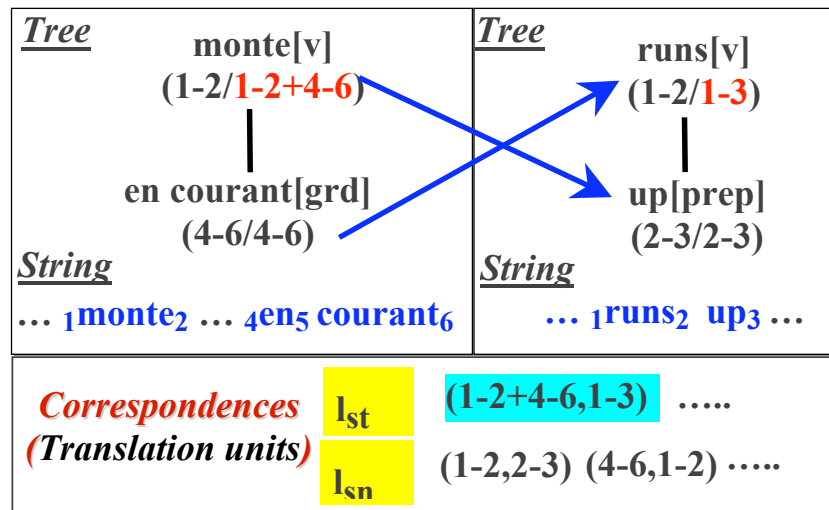 Tree
monte[v]
(1-2/1-2+4-6)
en courant[grd]
(4-6/4-6)
String
… 1monte2 … 4en5 courant6
Tree
runs[v]
(1-2/1-3)
up[prep]
(2-3/2-3)
String
… 1runs2 up3 …
Correspondences
(Translation units)
lst (1-2+4-6,1-3) …..
lsn (1-2,2-3) (4-6,1-2) …..